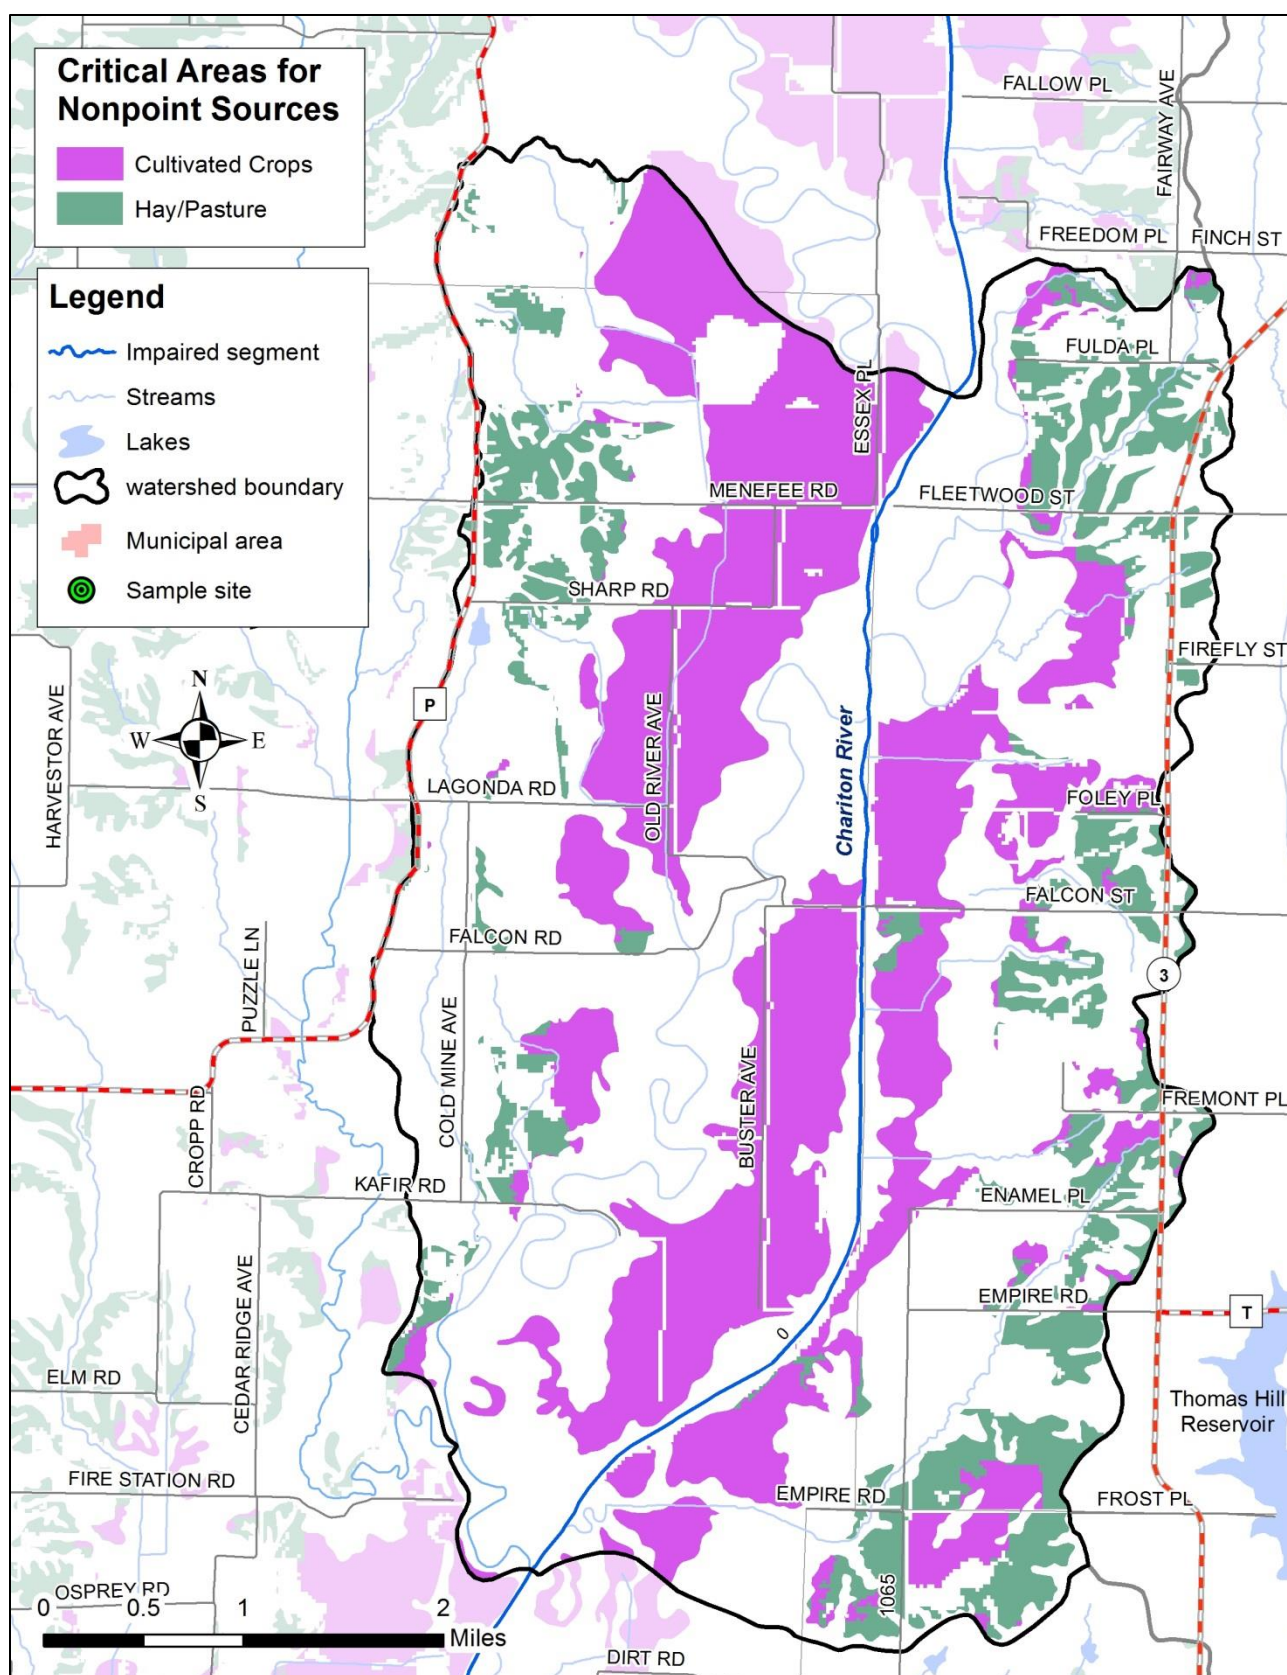 Critical Areas for
Nonpoint Sources
Cultivated Crops
Hay/Pasture
Legend
Impaired segment
Streams
Lakes
watershed boundary
Municipal area
Sample site
FALLOW PL
FAIRWAY AVE
FREEDOM PL
FINCH ST
FULDA PL
ESSEX PL
MENEFEE RD
FLEETWOOD ST
SHARP RD
FIREFLY ST
N
W
E
S
P
HARVESTOR AVE
LAGONDA RD
OLD RIVER AVE
Chariton River
FOLEY PL
FALCON ST
FALCON RD
PUZZLE LN
3
COLD MINE AVE
BUSTER AVE
CROPP RD
FREMONT PL
KAFIR RD
ENAMEL PL
CEDAR RIDGE AVE
EMPIRE RD
T
0
ELM RD
Thomas Hill
Reservoir
FIRE STATION RD
EMPIRE RD
FROST PL
1065
OSPREY RD
0 0.5 1 2
Miles
DIRT RD